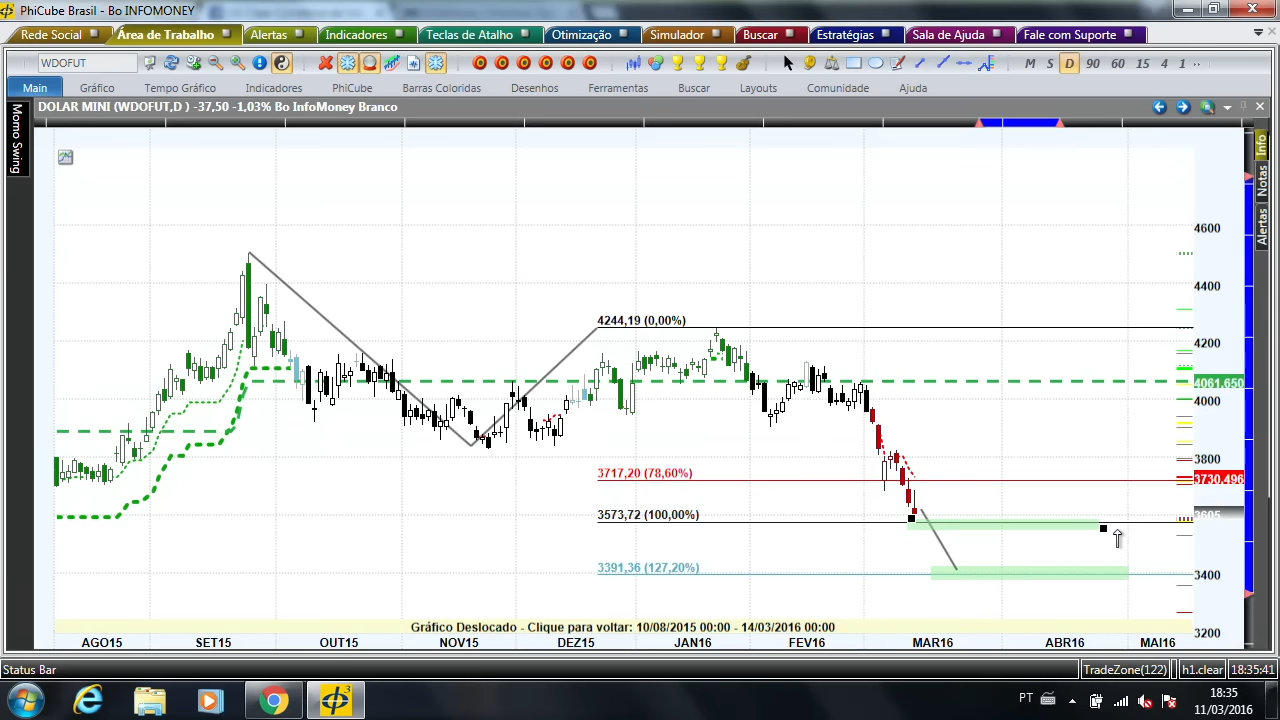 PhiCube Brasil - Bo INFOMONEY
Rede Social Área de Trabalho Alertas Indicadores Teclas de Atalho Otimização Simulador Buscar Estratégias Sala de Ajuda Fale com Suporte
WDOFUT M S D 90 60 15 4 1
Main Gráfico Tempo Gráfico Indicadores PhiCube Barras Coloridas Desenhos Ferramentas Buscar Layouts Comunidade Ajuda
DOLAR MINI (WDOFUT,D ) -37,50 -1,03% Bo InfoMoney Branco
Momo Swing
Info
Notas
Alertas
4600
4400
4244,19 (0,00%)
4200
4061,650
4000
3800
3717,20 (78,60%)
3730,496
3573,72 (100,00%)
3605
3391,36 (127,20%)
3400
Gráfico Deslocado - Clique para voltar: 10/08/2015 00:00 - 14/03/2016 00:00
3200
AGO15 SET15 OUT15 NOV15 DEZ15 JAN16 FEV16 MAR16 ABR16 MAI16
Status Bar TradeZone(122) h1.clear 18:35:41
PT 18:35
11/03/2016